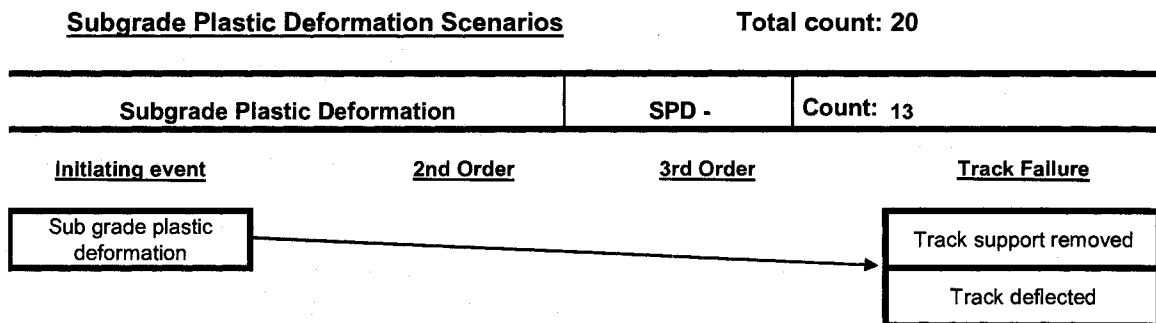 Subgrade Plastic Deformation Scenarios Total count: 20
Subgrade Plastic Deformation SPD - Count: 13
Initiating event 2nd Order 3rd Order Track Failure
Sub grade plastic
deformation
Track support removed
Track deflected